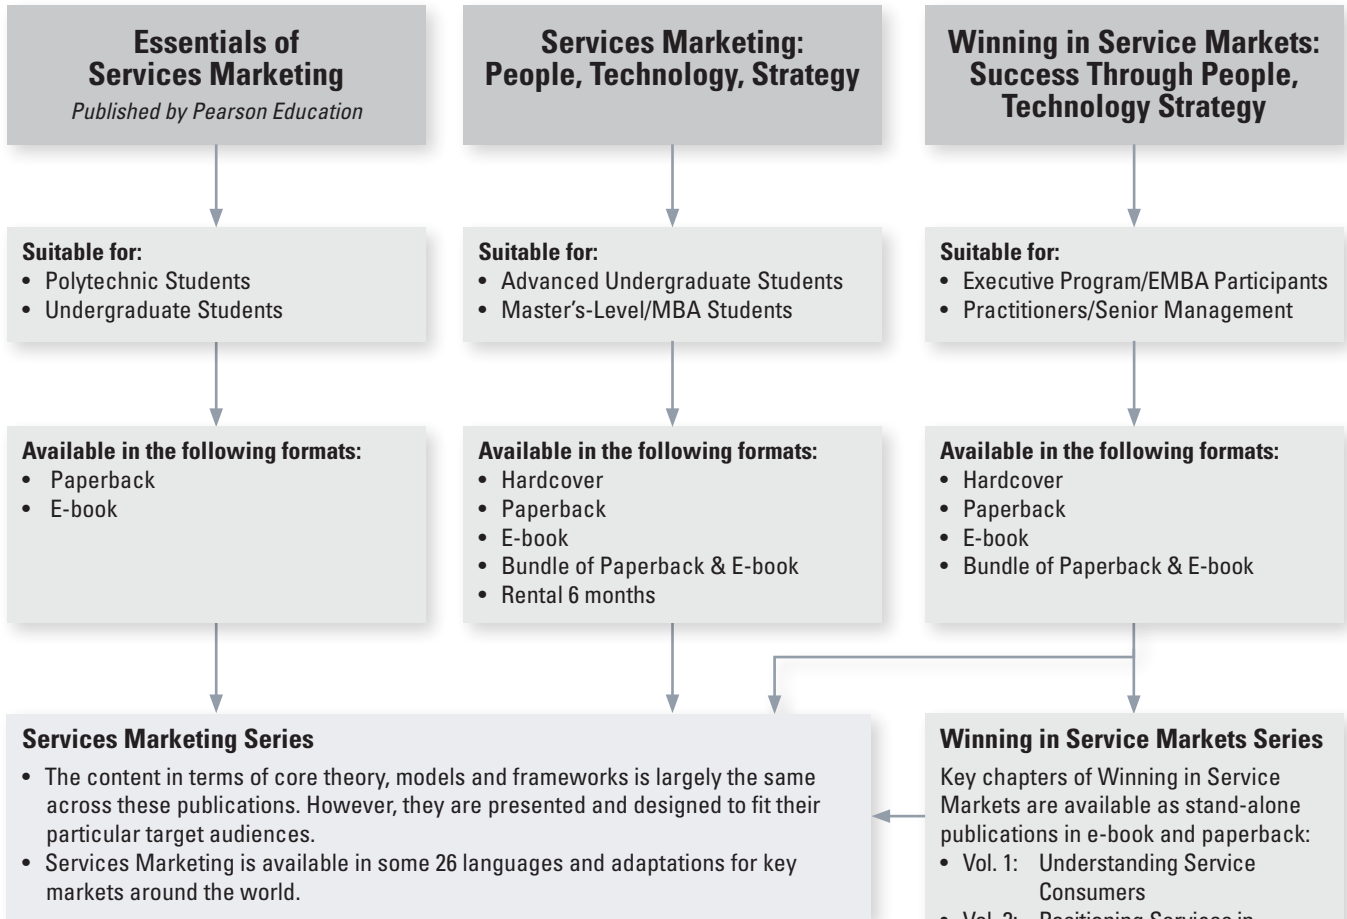 Essentials of
Services Marketing
Published by Pearson Education
Services Marketing:
People, Technology, Strategy
Winning in Service Markets:
Success Through People,
Technology Strategy
Suitable for:
• Polytechnic Students
• Undergraduate Students
Suitable for:
• Advanced Undergraduate Students
• Master’s-Level/MBA Students
Suitable for:
• Executive Program/EMBA Participants
• Practitioners/Senior Management
Available in the following formats:
• Paperback
• E-book
Available in the following formats:
• Hardcover
• Paperback
• E-book
• Bundle of Paperback & E-book
• Rental 6 months
Available in the following formats:
• Hardcover
• Paperback
• E-book
• Bundle of Paperback & E-book
Services Marketing Series
• The content in terms of core theory, models and frameworks is largely the same
across these publications. However, they are presented and designed to fit their
particular target audiences.
• Services Marketing is available in some 26 languages and adaptations for key
markets around the world.
Winning in Service Markets Series
Key chapters of Winning in Service
Markets are available as stand-alone
publications in e-book and paperback:
• Vol. 1: Understanding Service
Consumers
• Vol. 2: Positioning Services in